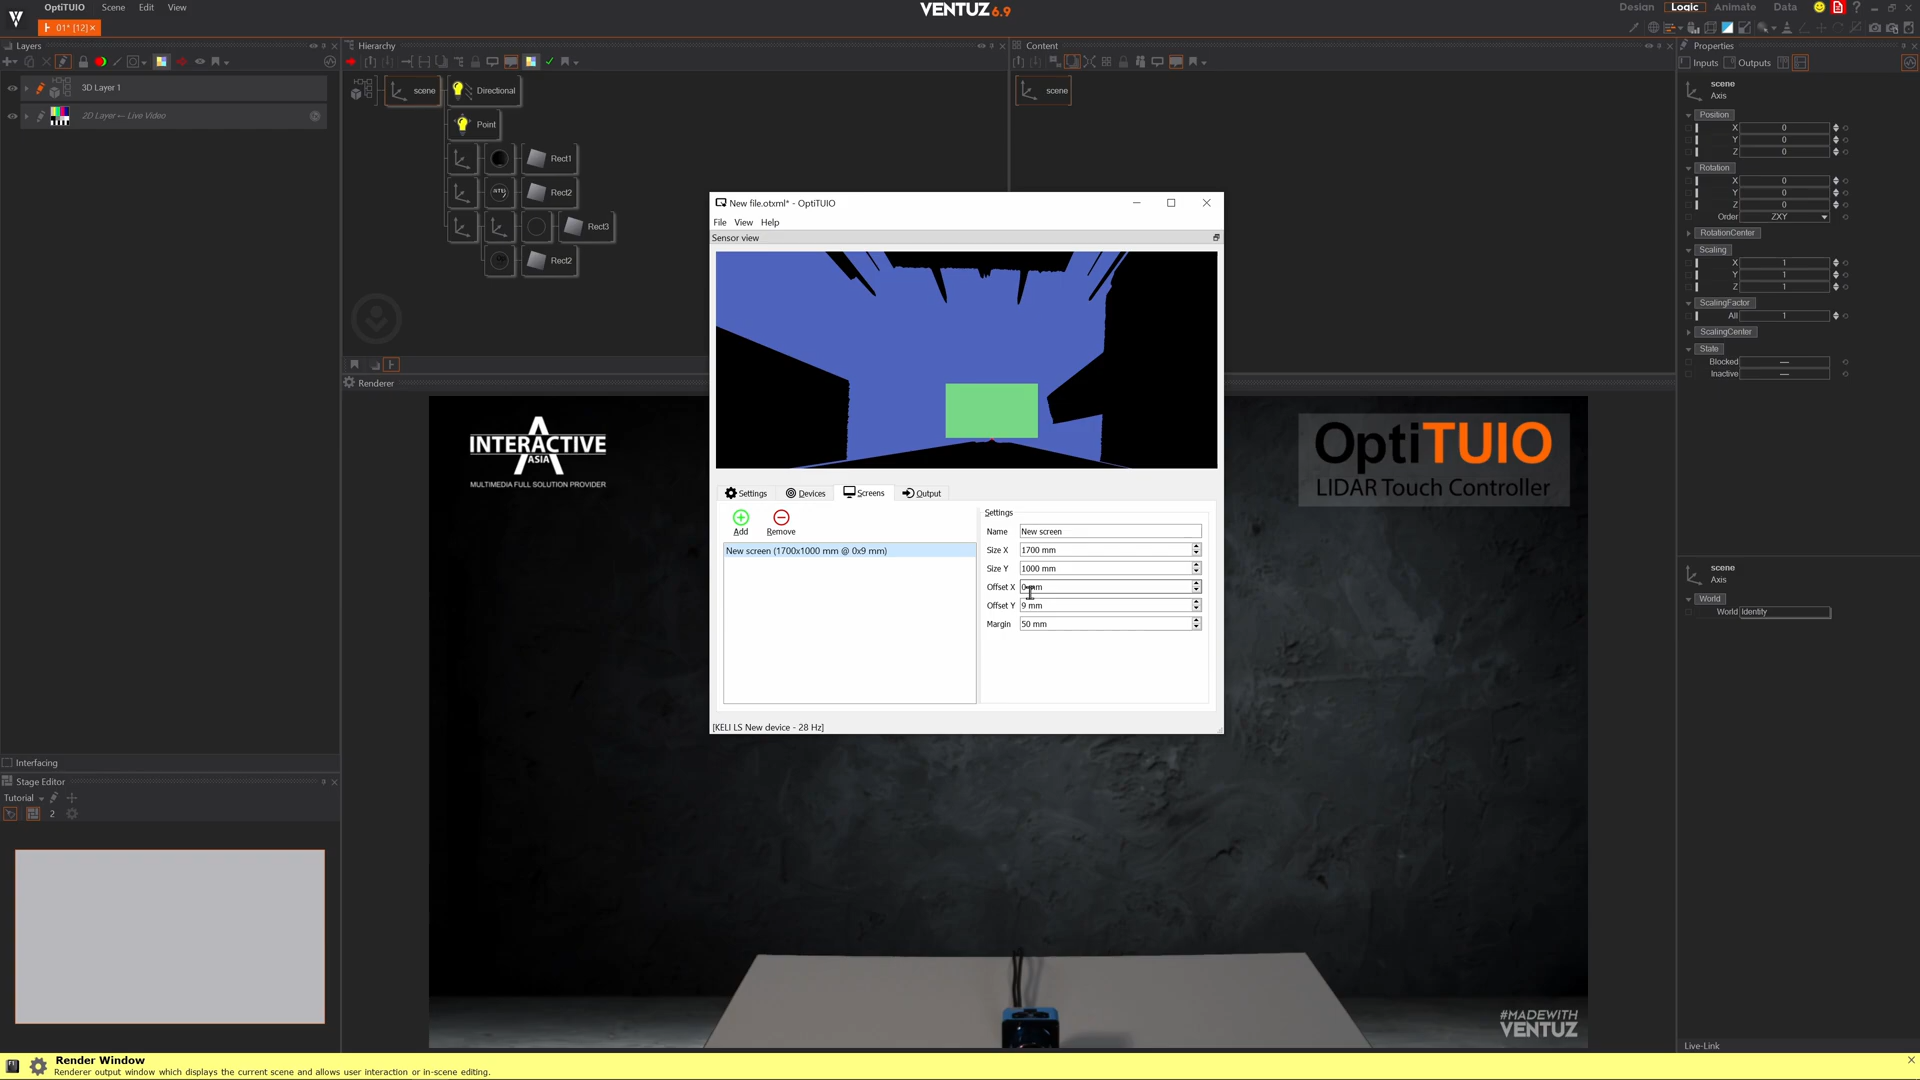 OptiTUIO Scene Edit View
VENTUZ 6.9
Design Logic Animate Data
01* [12]
Layers
Hierarchy
Content
Properties
Inputs Outputs
3D Layer 1
2D Layer ← Live Video
scene
Directional
Point
Rect1
Rect2
Rect3
Rect2
scene
scene
Axis
Position
X 0
Y 0
Z 0
Rotation
X 0
Y 0
Z 0
Order ZXY
RotationCenter
Scaling
X 1
Y 1
Z 1
ScalingFactor
All 1
ScalingCenter
State
Blocked —
Inactive —
scene
Axis
World
World Identity
Live-Link
Renderer
INTERACTIVE
ASIA
MULTIMEDIA FULL SOLUTION PROVIDER
OptiTUIO
LIDAR Touch Controller
New file.otxml* - OptiTUIO
File View Help
Sensor view
Settings Devices Screens Output
Add Remove
New screen (1700x1000 mm @ 0x9 mm)
Settings
Name New screen
Size X 1700 mm
Size Y 1000 mm
Offset X 0 mm
Offset Y 9 mm
Margin 50 mm
[KELI LS New device - 28 Hz]
Interfacing
Stage Editor
Tutorial
2
#MADEWITH
VENTUZ
Render Window
Renderer output window which displays the current scene and allows user interaction or in-scene editing.